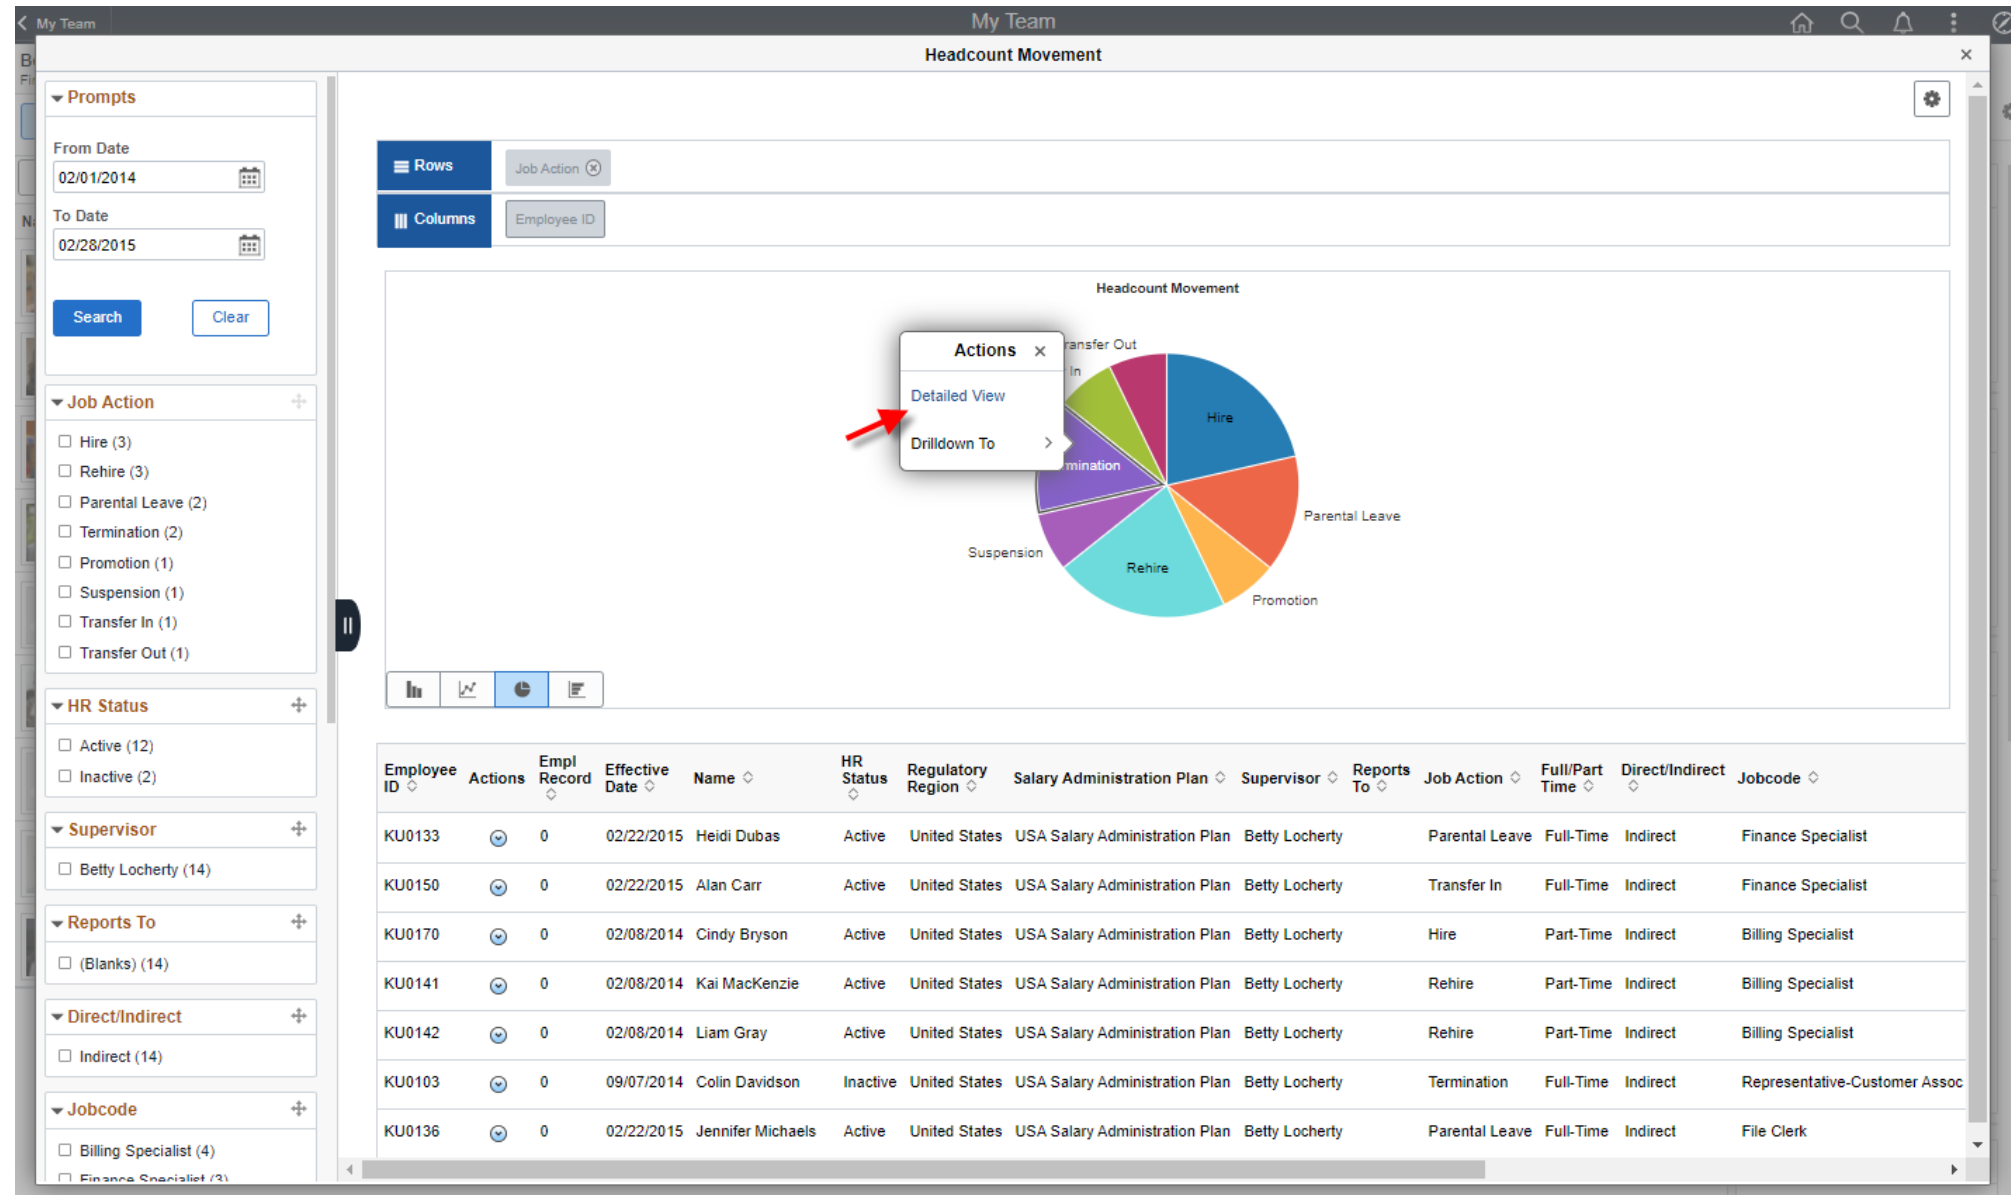 My Team
My Team
Headcount Movement
Prompts
From Date
02/01/2014
To Date
02/28/2015
Search
Clear
Job Action
Hire (3)
Rehire (3)
Parental Leave (2)
Termination (2)
Promotion (1)
Suspension (1)
Transfer In (1)
Transfer Out (1)
HR Status
Active (12)
Inactive (2)
Supervisor
Betty Locherty (14)
Reports To
(Blanks) (14)
Direct/Indirect
Indirect (14)
Jobcode
Billing Specialist (4)
Finance Specialist (3)
Rows
Job Action
Columns
Employee ID
Headcount Movement
Actions
Detailed View
Drilldown To
ransfer Out
In
mination
Hire
Parental Leave
Suspension
Rehire
Promotion
Employee ID Actions Empl Record Effective Date Name HR Status Regulatory Region Salary Administration Plan Supervisor Reports To Job Action Full/Part Time Direct/Indirect Jobcode
KU0133 0 02/22/2015 Heidi Dubas Active United States USA Salary Administration Plan Betty Locherty Parental Leave Full-Time Indirect Finance Specialist
KU0150 0 02/22/2015 Alan Carr Active United States USA Salary Administration Plan Betty Locherty Transfer In Full-Time Indirect Finance Specialist
KU0170 0 02/08/2014 Cindy Bryson Active United States USA Salary Administration Plan Betty Locherty Hire Part-Time Indirect Billing Specialist
KU0141 0 02/08/2014 Kai MacKenzie Active United States USA Salary Administration Plan Betty Locherty Rehire Part-Time Indirect Billing Specialist
KU0142 0 02/08/2014 Liam Gray Active United States USA Salary Administration Plan Betty Locherty Rehire Part-Time Indirect Billing Specialist
KU0103 0 09/07/2014 Colin Davidson Inactive United States USA Salary Administration Plan Betty Locherty Termination Full-Time Indirect Representative-Customer Assoc
KU0136 0 02/22/2015 Jennifer Michaels Active United States USA Salary Administration Plan Betty Locherty Parental Leave Full-Time Indirect File Clerk